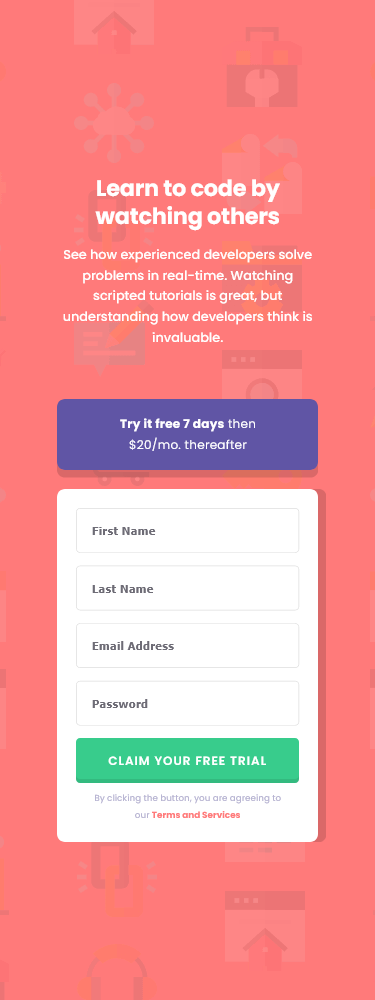 Learn to code by
watching others
See how experienced developers solve
problems in real-time. Watching
scripted tutorials is great, but
understanding how developers think is
invaluable.
Try it free 7 days then
$20/mo. thereafter
First Name
Last Name
Email Address
Password
CLAIM YOUR FREE TRIAL
By clicking the button, you are agreeing to
our Terms and Services